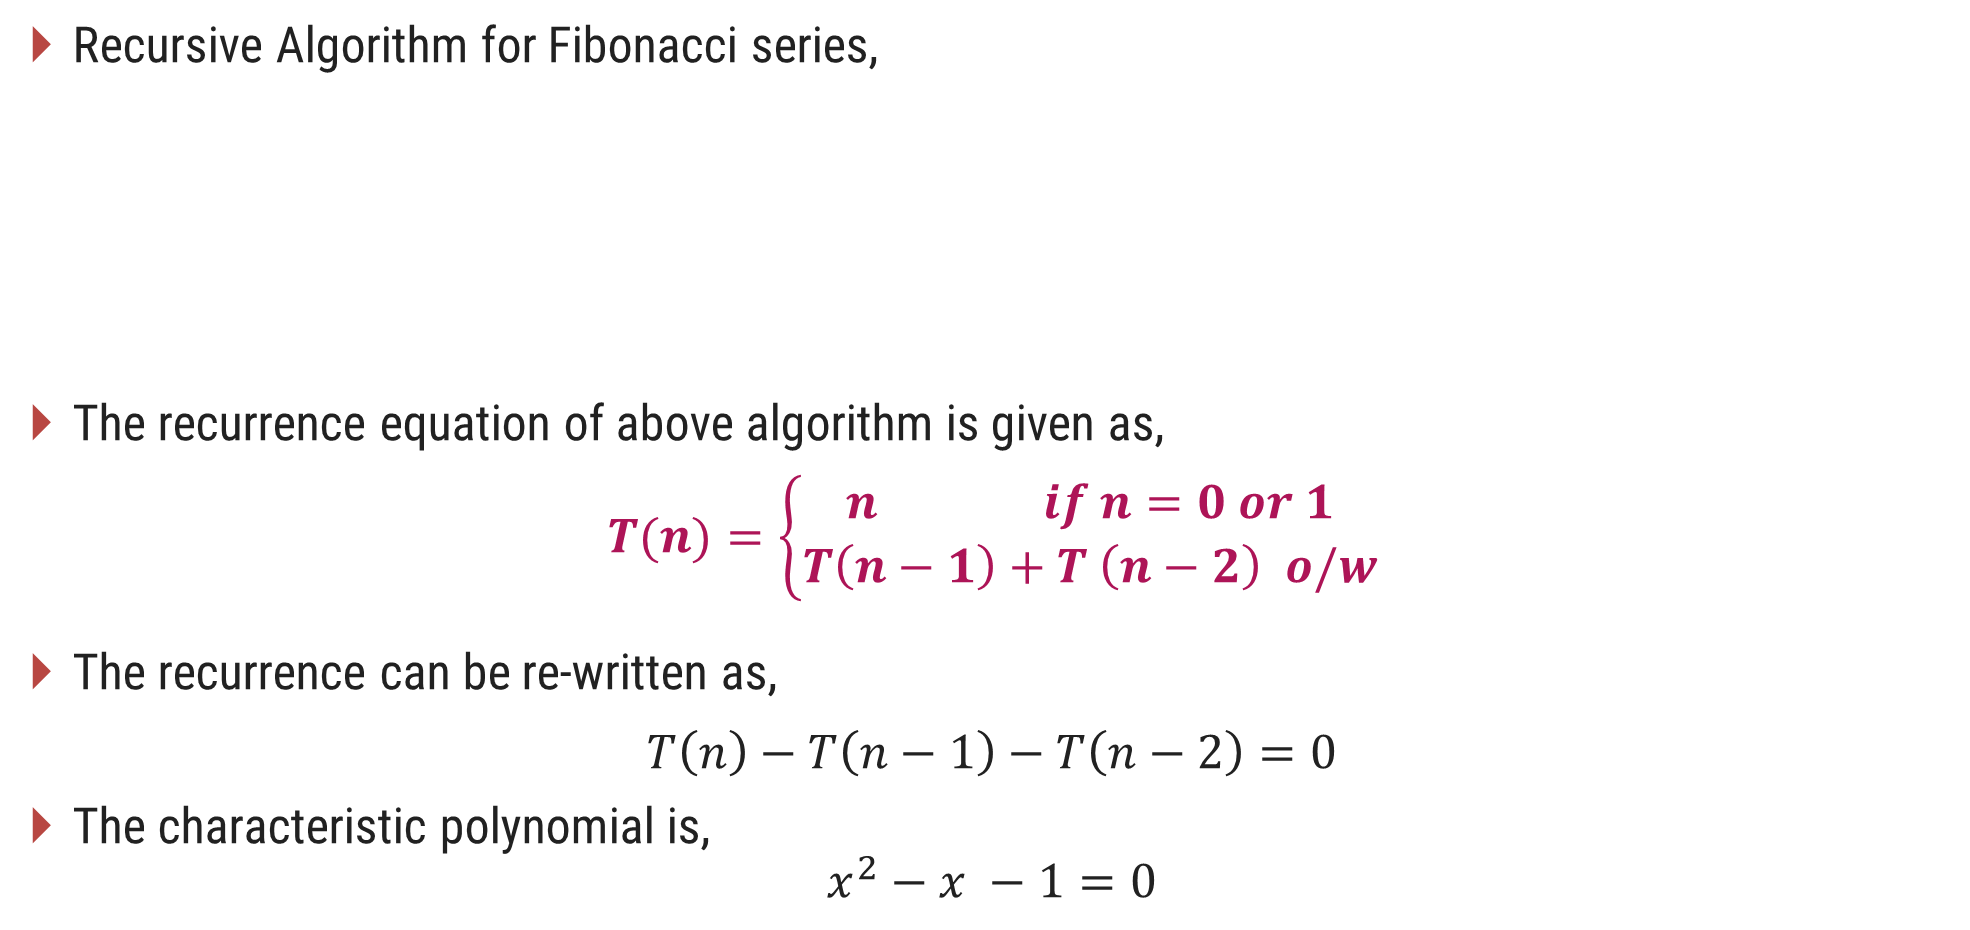 Recursive Algorithm for Fibonacci series,
The recurrence equation of above algorithm is given as,
T(n) = { n if n = 0 or 1
T(n − 1) + T (n − 2) o/w
The recurrence can be re-written as,
T(n) − T(n − 1) − T(n − 2) = 0
The characteristic polynomial is,
x² − x − 1 = 0